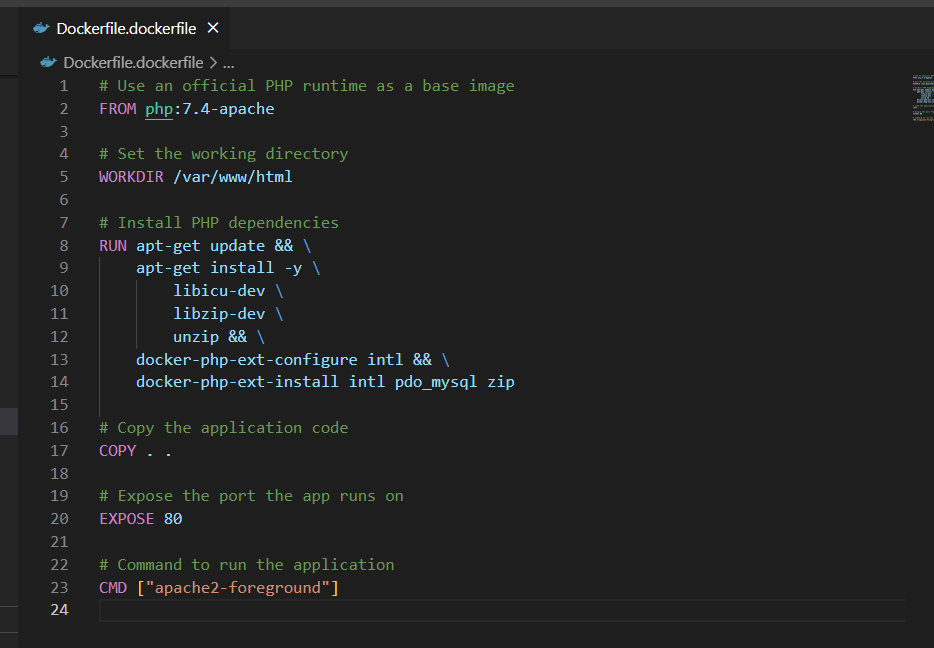 Dockerfile.dockerfile ×
Dockerfile.dockerfile > ...
1 # Use an official PHP runtime as a base image
2 FROM php:7.4-apache
3
4 # Set the working directory
5 WORKDIR /var/www/html
6
7 # Install PHP dependencies
8 RUN apt-get update && \
9 apt-get install -y \
10 libicu-dev \
11 libzip-dev \
12 unzip && \
13 docker-php-ext-configure intl && \
14 docker-php-ext-install intl pdo_mysql zip
15
16 # Copy the application code
17 COPY . .
18
19 # Expose the port the app runs on
20 EXPOSE 80
21
22 # Command to run the application
23 CMD ["apache2-foreground"]
24